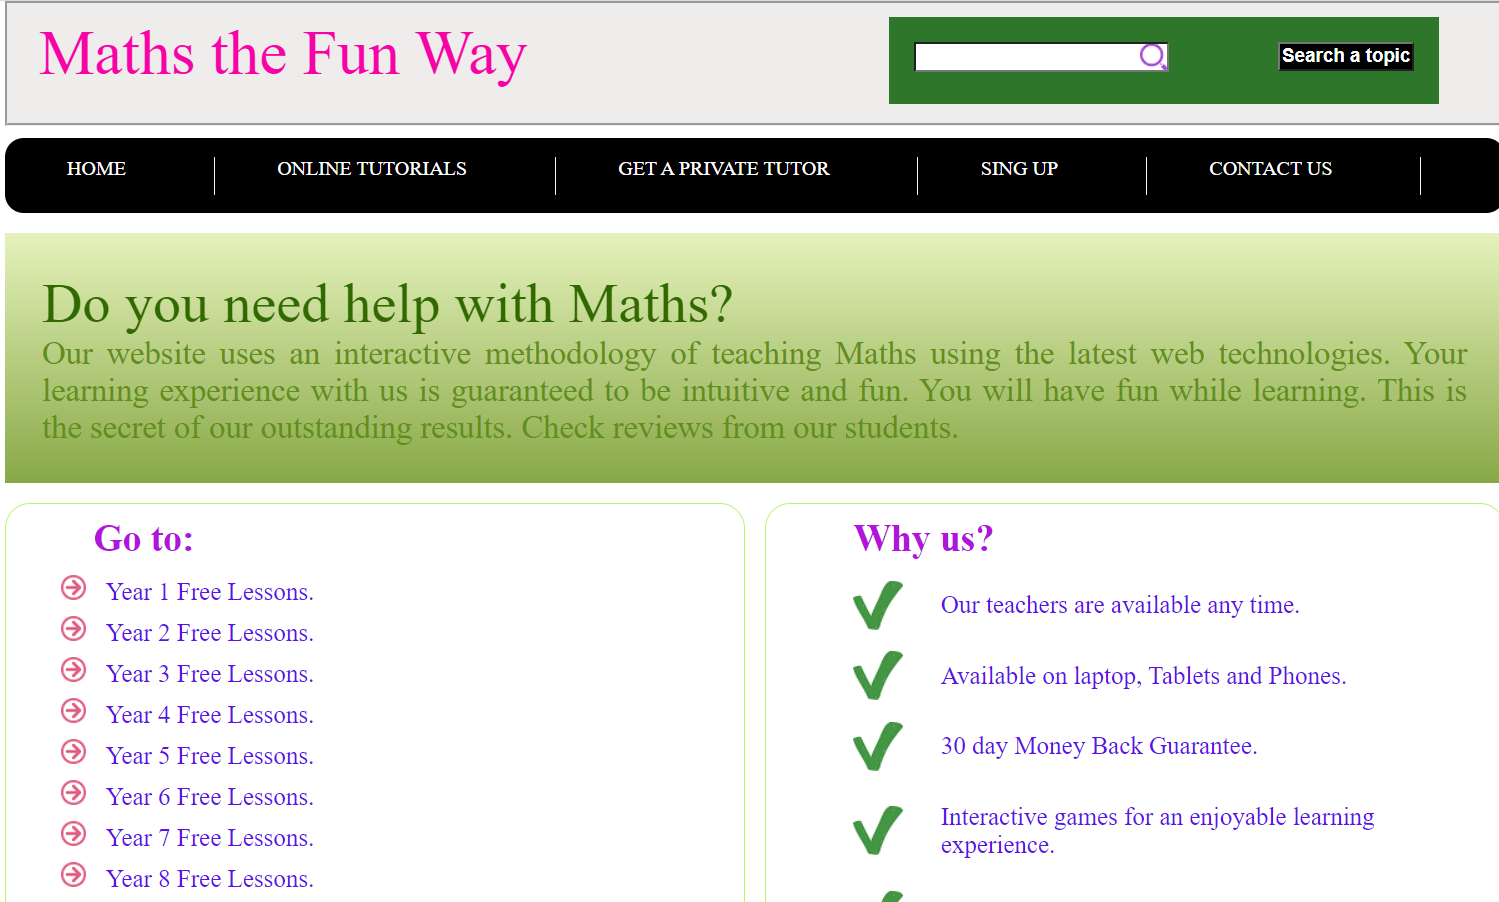 Maths the Fun Way
Search a topic
HOME
ONLINE TUTORIALS
GET A PRIVATE TUTOR
SING UP
CONTACT US
Do you need help with Maths?
Our website uses an interactive methodology of teaching Maths using the latest web technologies. Your
learning experience with us is guaranteed to be intuitive and fun. You will have fun while learning. This is
the secret of our outstanding results. Check reviews from our students.
Go to:
Year 1 Free Lessons.
Year 2 Free Lessons.
Year 3 Free Lessons.
Year 4 Free Lessons.
Year 5 Free Lessons.
Year 6 Free Lessons.
Year 7 Free Lessons.
Year 8 Free Lessons.
Why us?
Our teachers are available any time.
Available on laptop, Tablets and Phones.
30 day Money Back Guarantee.
Interactive games for an enjoyable learning
experience.